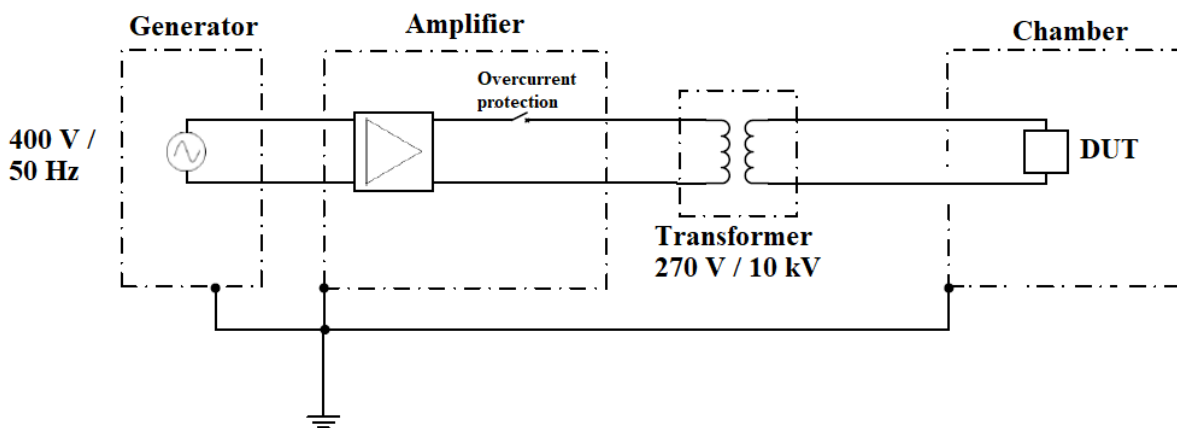 Generator
Amplifier
Chamber
Overcurrent
protection
400 V /
50 Hz
DUT
Transformer
270 V / 10 kV